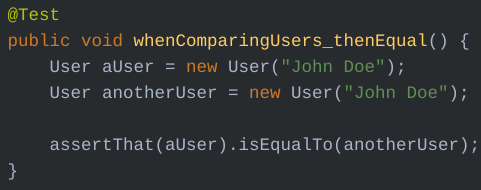 @Test
public void whenComparingUsers_thenEqual() {
    User aUser = new User("John Doe");
    User anotherUser = new User("John Doe");

    assertThat(aUser).isEqualTo(anotherUser);
}